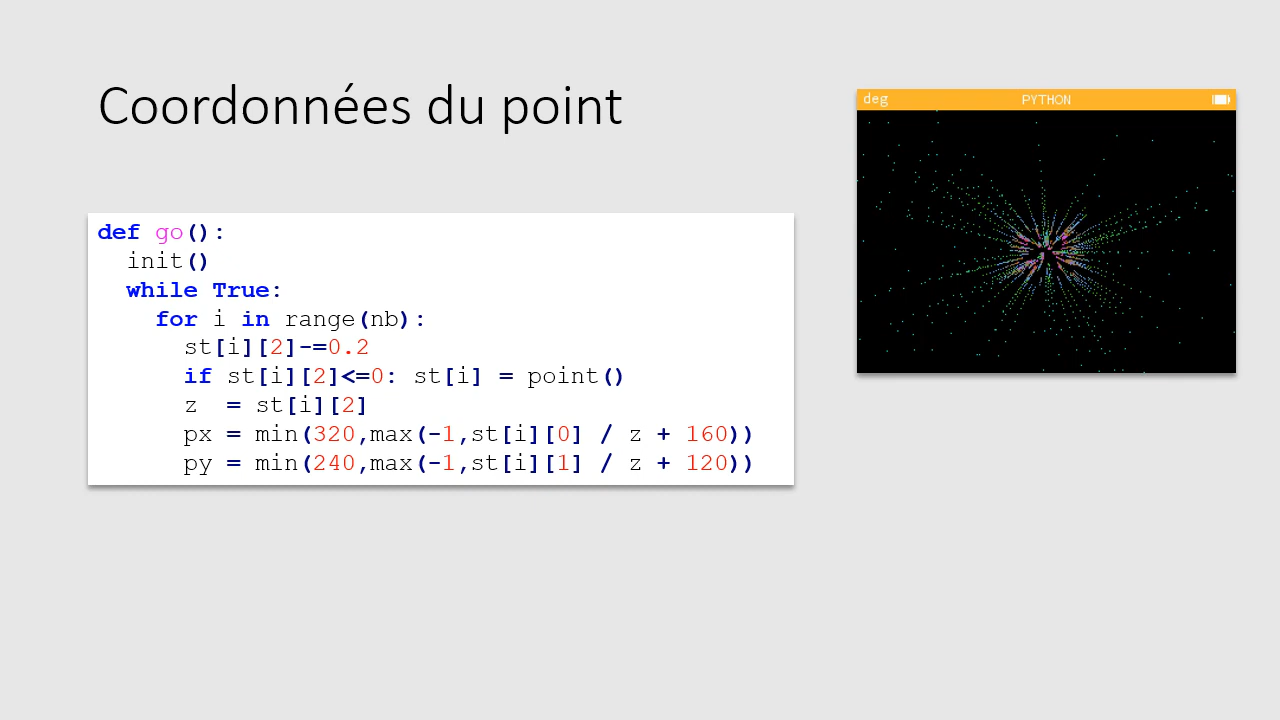 Coordonnées du point
deg PYTHON
def go():
  init()
  while True:
    for i in range(nb):
      st[i][2]-=0.2
      if st[i][2]<=0: st[i] = point()
      z  = st[i][2]
      px = min(320,max(-1,st[i][0] / z + 160))
      py = min(240,max(-1,st[i][1] / z + 120))